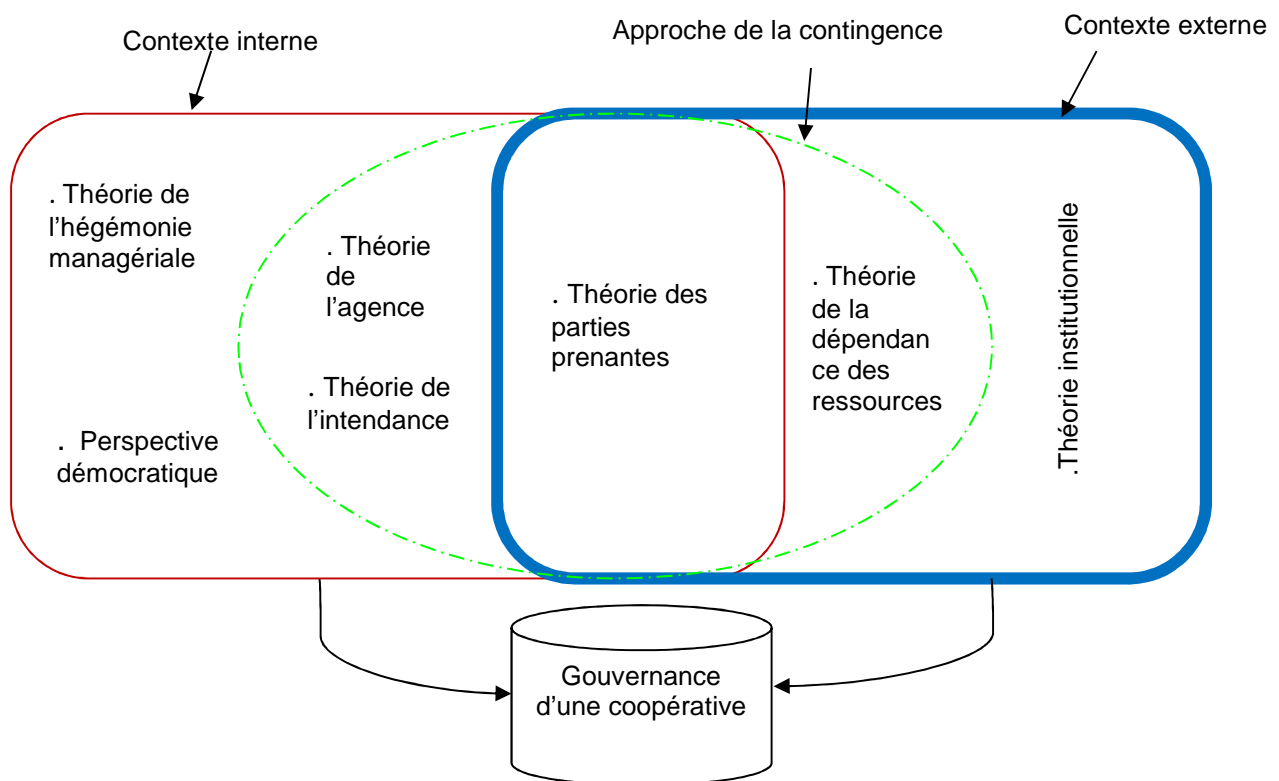 Contexte interne
Approche de la contingence
Contexte externe
. Théorie de
l’hégémonie
managériale
. Perspective
démocratique
. Théorie
de
l’agence
. Théorie de
l’intendance
. Théorie des
parties
prenantes
. Théorie
de la
dépendan
ce des
ressources
.Théorie institutionnelle
Gouvernance
d’une coopérative